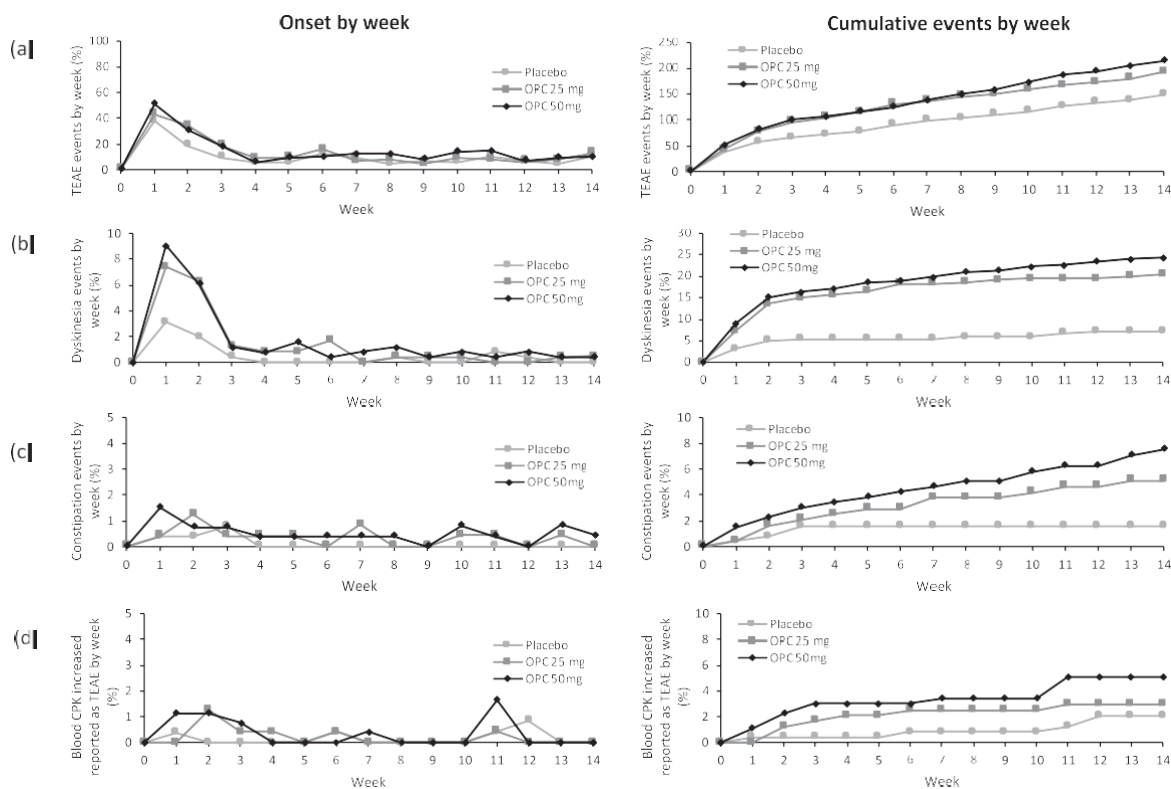 Onset by week
Cumulative events by week
(a)
TEAE events by week (%)
100
80
60
40
20
0
Placebo
OPC 25 mg
OPC 50mg
0 1 2 3 4 5 6 7 8 9 10 11 12 13 14
Week
TEAE events by week (%)
250
200
150
100
50
0
Placebo
OPC 25 mg
OPC 50mg
0 1 2 3 4 5 6 7 8 9 10 11 12 13 14
Week
(b)
Dyskinesia events by
week (%)
10
8
6
4
2
0
Placebo
OPC 25 mg
OPC 50mg
0 1 2 3 4 5 6 7 8 9 10 11 12 13 14
Week
Dyskinesia events by
week (%)
30
25
20
15
10
5
0
Placebo
OPC 25 mg
OPC 50mg
0 1 2 3 4 5 6 7 8 9 10 11 12 13 14
Week
(c)
Constipation events by
week (%)
5
4
3
2
1
0
Placebo
OPC 25 mg
OPC 50mg
0 1 2 3 4 5 6 7 8 9 10 11 12 13 14
Week
Constipation events by
week (%)
10
8
6
4
2
0
Placebo
OPC 25 mg
OPC 50mg
0 1 2 3 4 5 6 7 8 9 10 11 12 13 14
Week
(d)
Blood CPK increased
reported as TEAE by week
(%)
5
4
3
2
1
0
Placebo
OPC 25 mg
OPC 50mg
0 1 2 3 4 5 6 7 8 9 10 11 12 13 14
Week
Blood CPK increased
reported as TEAE by week
(%)
10
8
6
4
2
0
Placebo
OPC 25 mg
OPC 50mg
0 1 2 3 4 5 6 7 8 9 10 11 12 13 14
Week